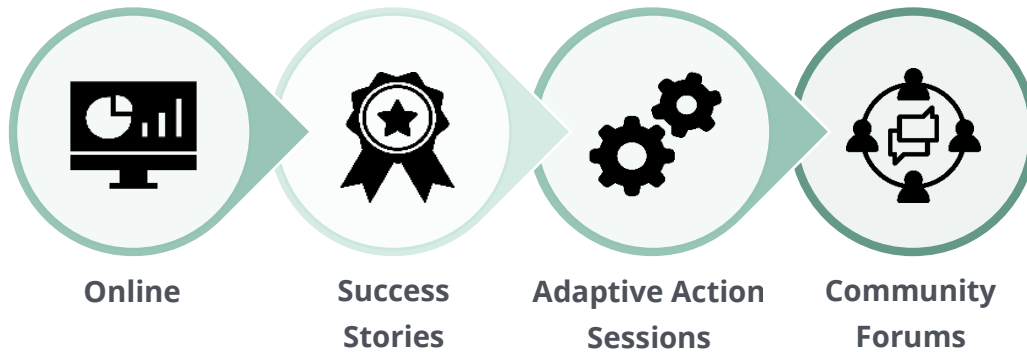 Online
Success
Stories
Adaptive Action
Sessions
Community
Forums